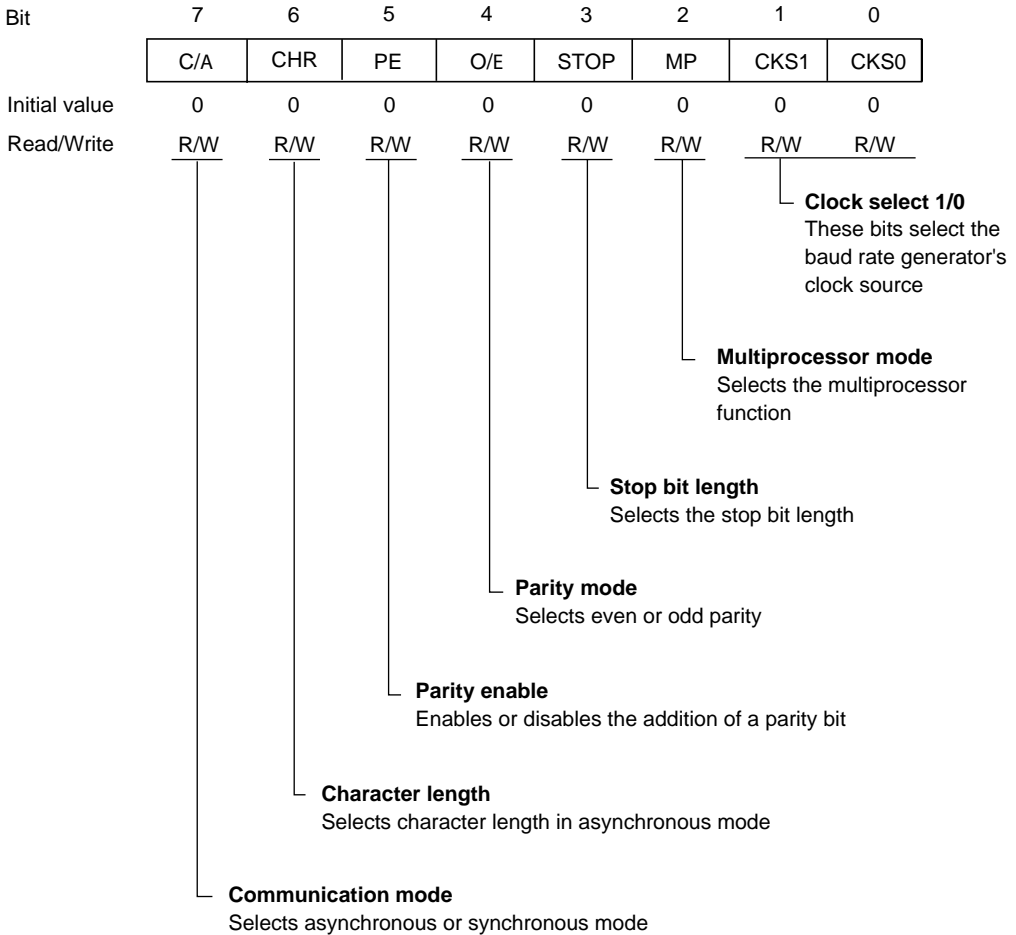 Bit 7 6 5 4 3 2 1 0
C/A CHR PE O/E STOP MP CKS1 CKS0
Initial value 0 0 0 0 0 0 0 0
Read/Write R/W R/W R/W R/W R/W R/W R/W R/W
Clock select 1/0
These bits select the
baud rate generator's
clock source
Multiprocessor mode
Selects the multiprocessor
function
Stop bit length
Selects the stop bit length
Parity mode
Selects even or odd parity
Parity enable
Enables or disables the addition of a parity bit
Character length
Selects character length in asynchronous mode
Communication mode
Selects asynchronous or synchronous mode